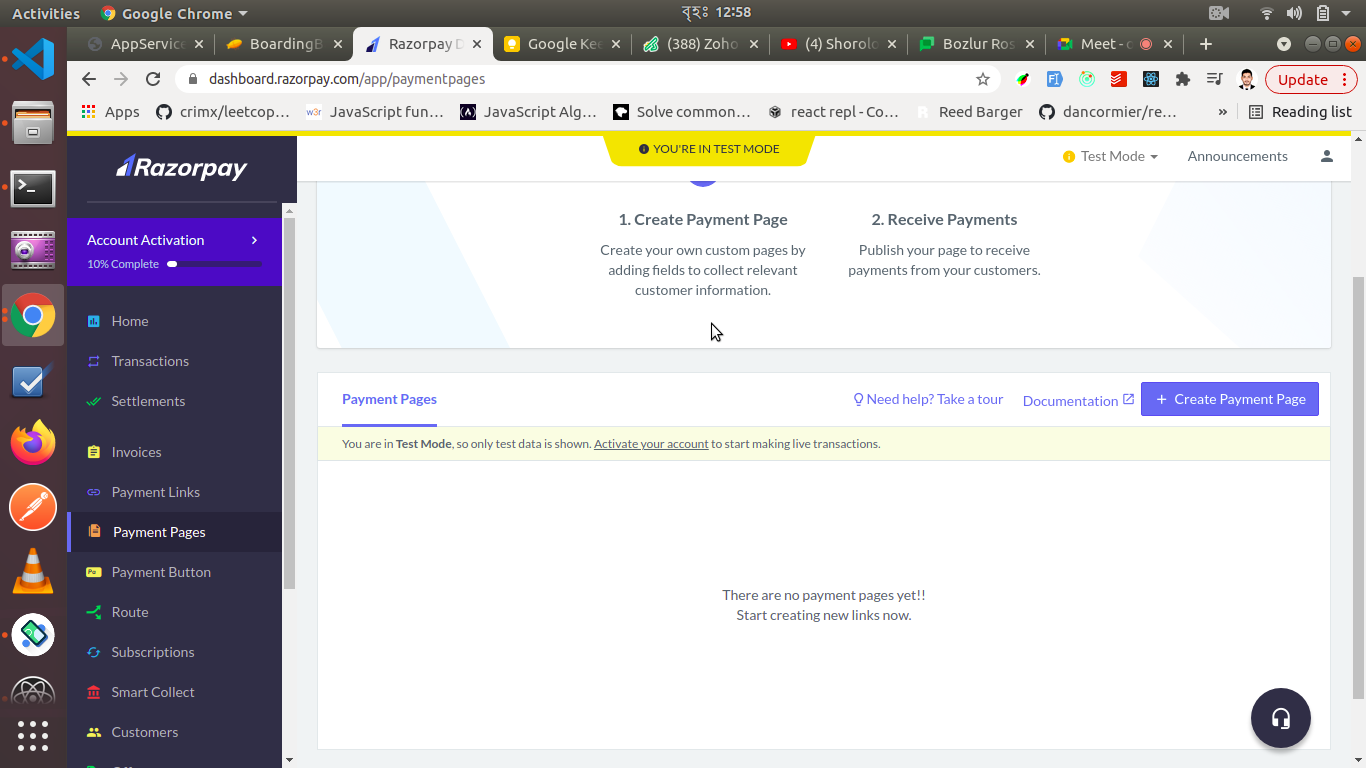 Activities
Google Chrome
বৃহঃ 12:58
AppService
BoardingB
Razorpay D
Google Kee
(388) Zoho
(4) Shorolo
Bozlur Ros
Meet - c
dashboard.razorpay.com/app/paymentpages
Update
Apps
crimx/leetcop...
w3r JavaScript fun...
JavaScript Alg...
Solve common...
react repl - Co...
Reed Barger
dancormier/re...
»
Reading list
Razorpay
YOU'RE IN TEST MODE
Test Mode
Announcements
Account Activation
10% Complete
Home
Transactions
Settlements
Invoices
Payment Links
Payment Pages
Payment Button
Route
Subscriptions
Smart Collect
Customers
1. Create Payment Page
Create your own custom pages by
adding fields to collect relevant
customer information.
2. Receive Payments
Publish your page to receive
payments from your customers.
Payment Pages
Need help? Take a tour
Documentation
+ Create Payment Page
You are in Test Mode, so only test data is shown. Activate your account to start making live transactions.
There are no payment pages yet!!
Start creating new links now.